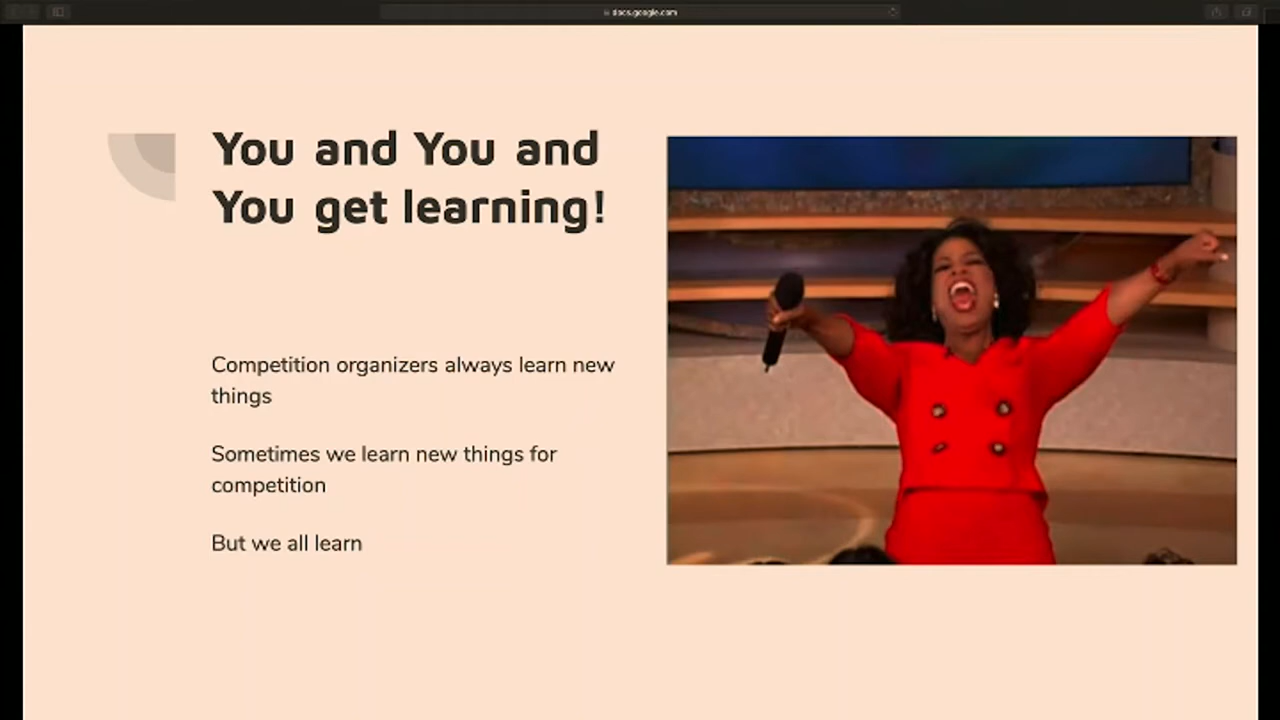 docs.google.com
You and You and
You get learning!
Competition organizers always learn new
things
Sometimes we learn new things for
competition
But we all learn